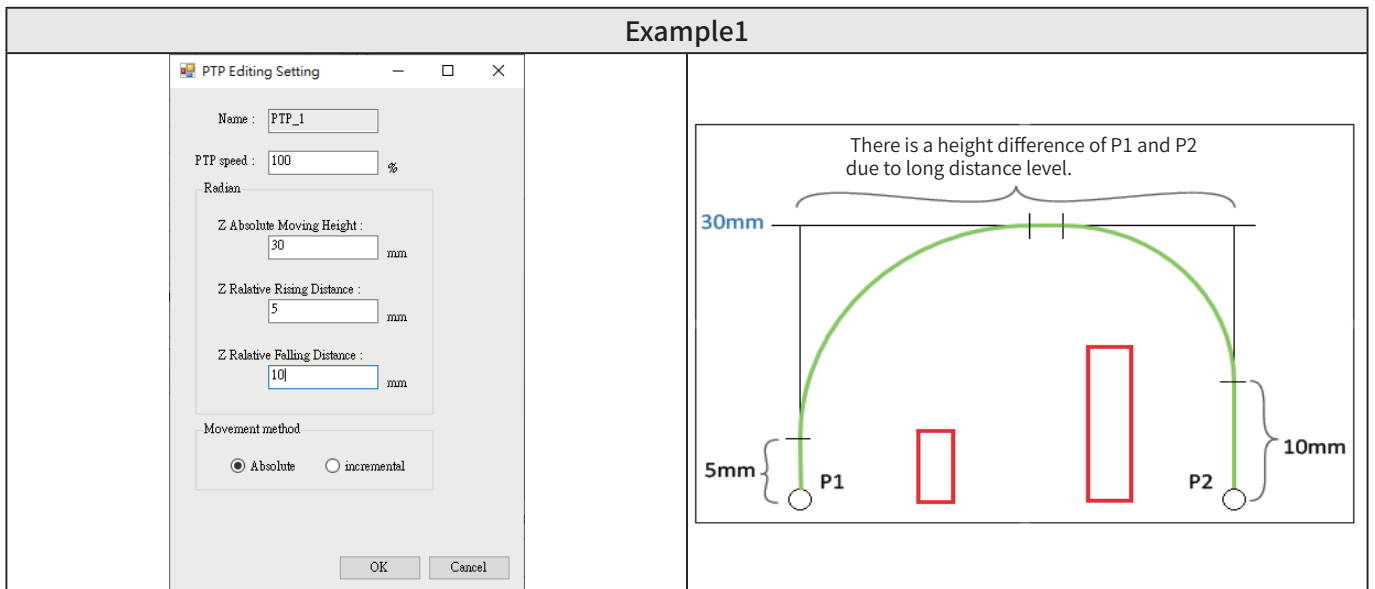 Example1
PTP Editing Setting
Name :
PTP_1
PTP speed :
100
%
Radian
Z Absolute Moving Height :
30
mm
Z Ralative Rising Distance :
5
mm
Z Ralative Falling Distance :
10
mm
Movement method
Absolute
incremental
OK
Cancel
There is a height difference of P1 and P2
due to long distance level.
30mm
5mm
P1
P2
10mm